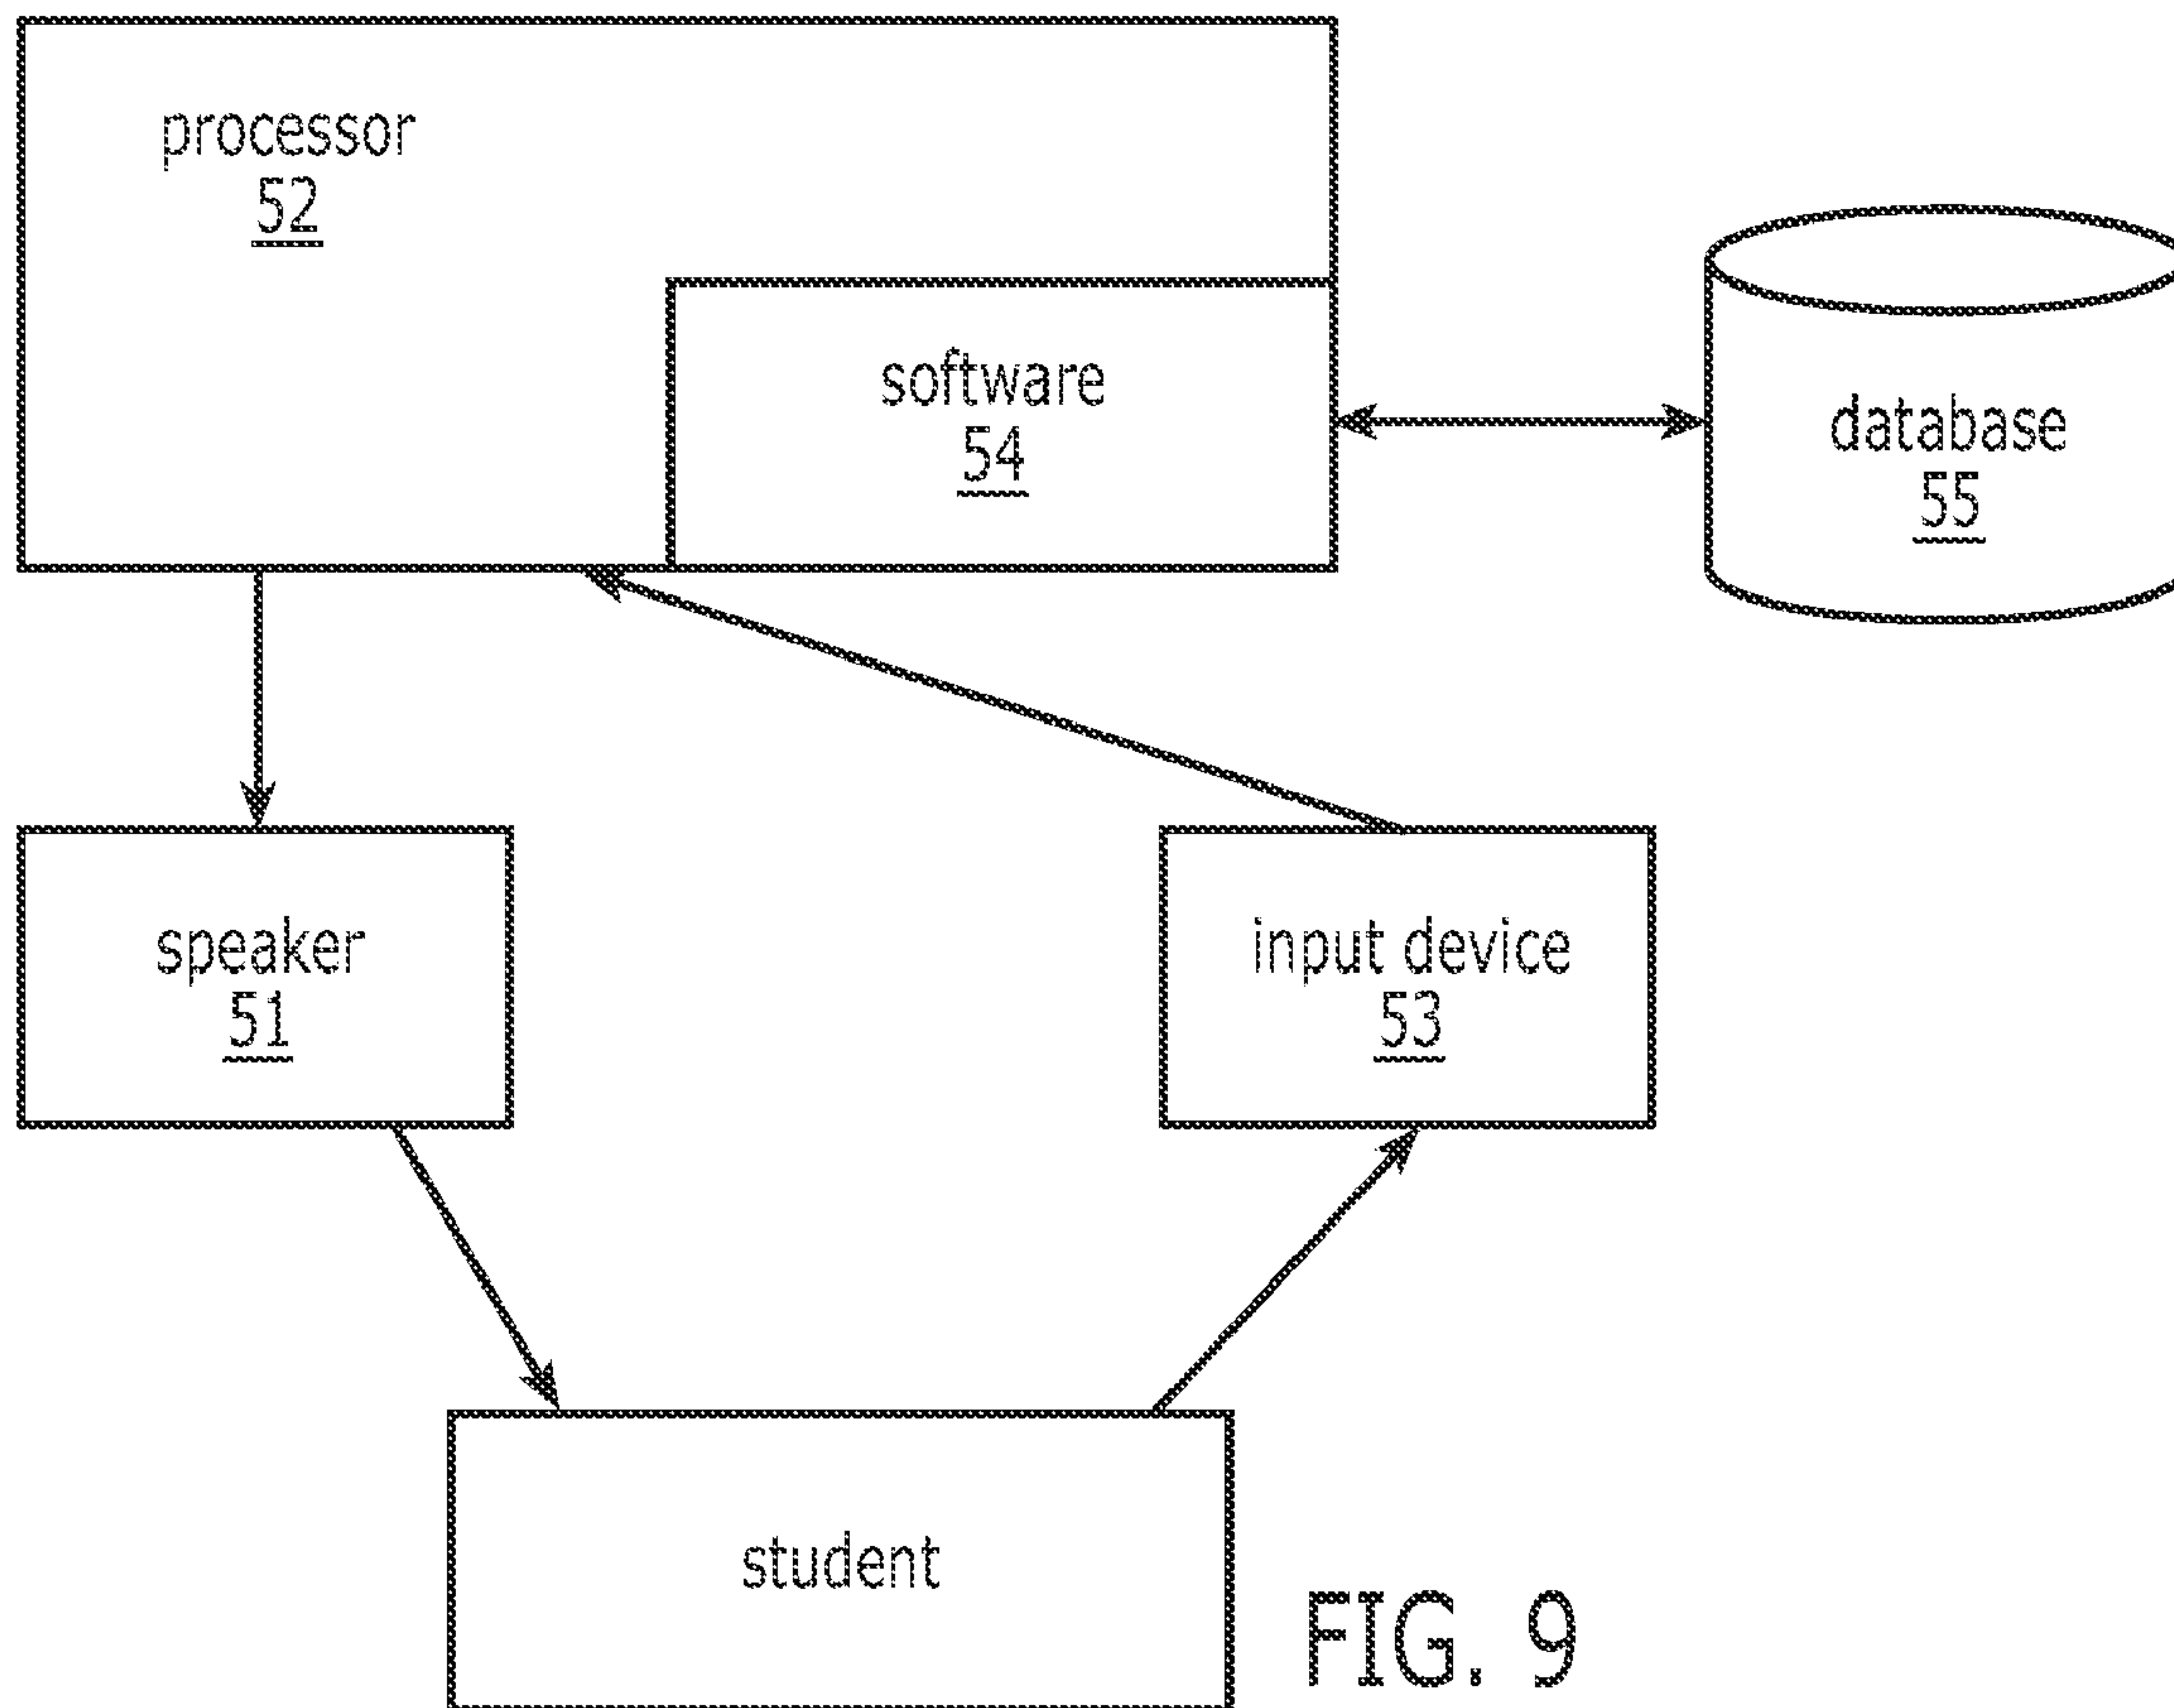 processor
52
software
54
database
55
speaker
51
input device
53
student
FIG. 9